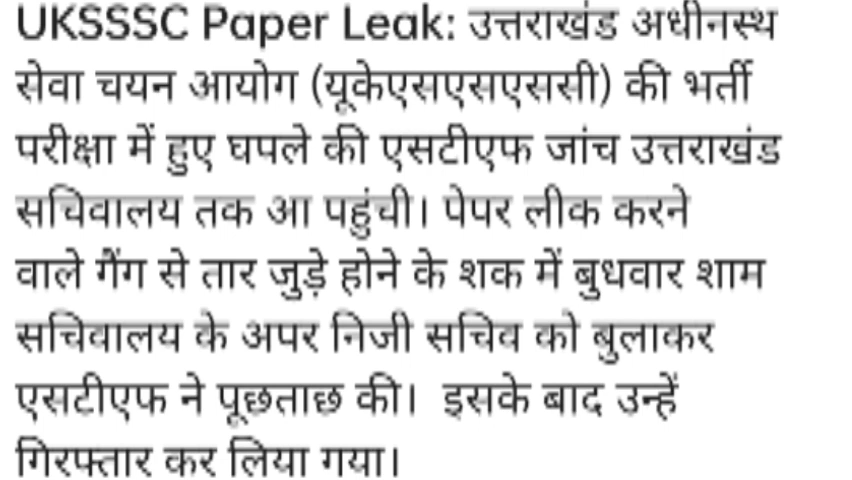 UKSSSC Paper Leak: उत्तराखंड अधीनस्थ
सेवा चयन आयोग (यूकेएसएसएससी) की भर्ती
परीक्षा में हुए घपले की एसटीएफ जांच उत्तराखंड
सचिवालय तक आ पहुंची। पेपर लीक करने
वाले गैंग से तार जुड़े होने के शक में बुधवार शाम
सचिवालय के अपर निजी सचिव को बुलाकर
एसटीएफ ने पूछताछ की।  इसके बाद उन्हें
गिरफ्तार कर लिया गया।